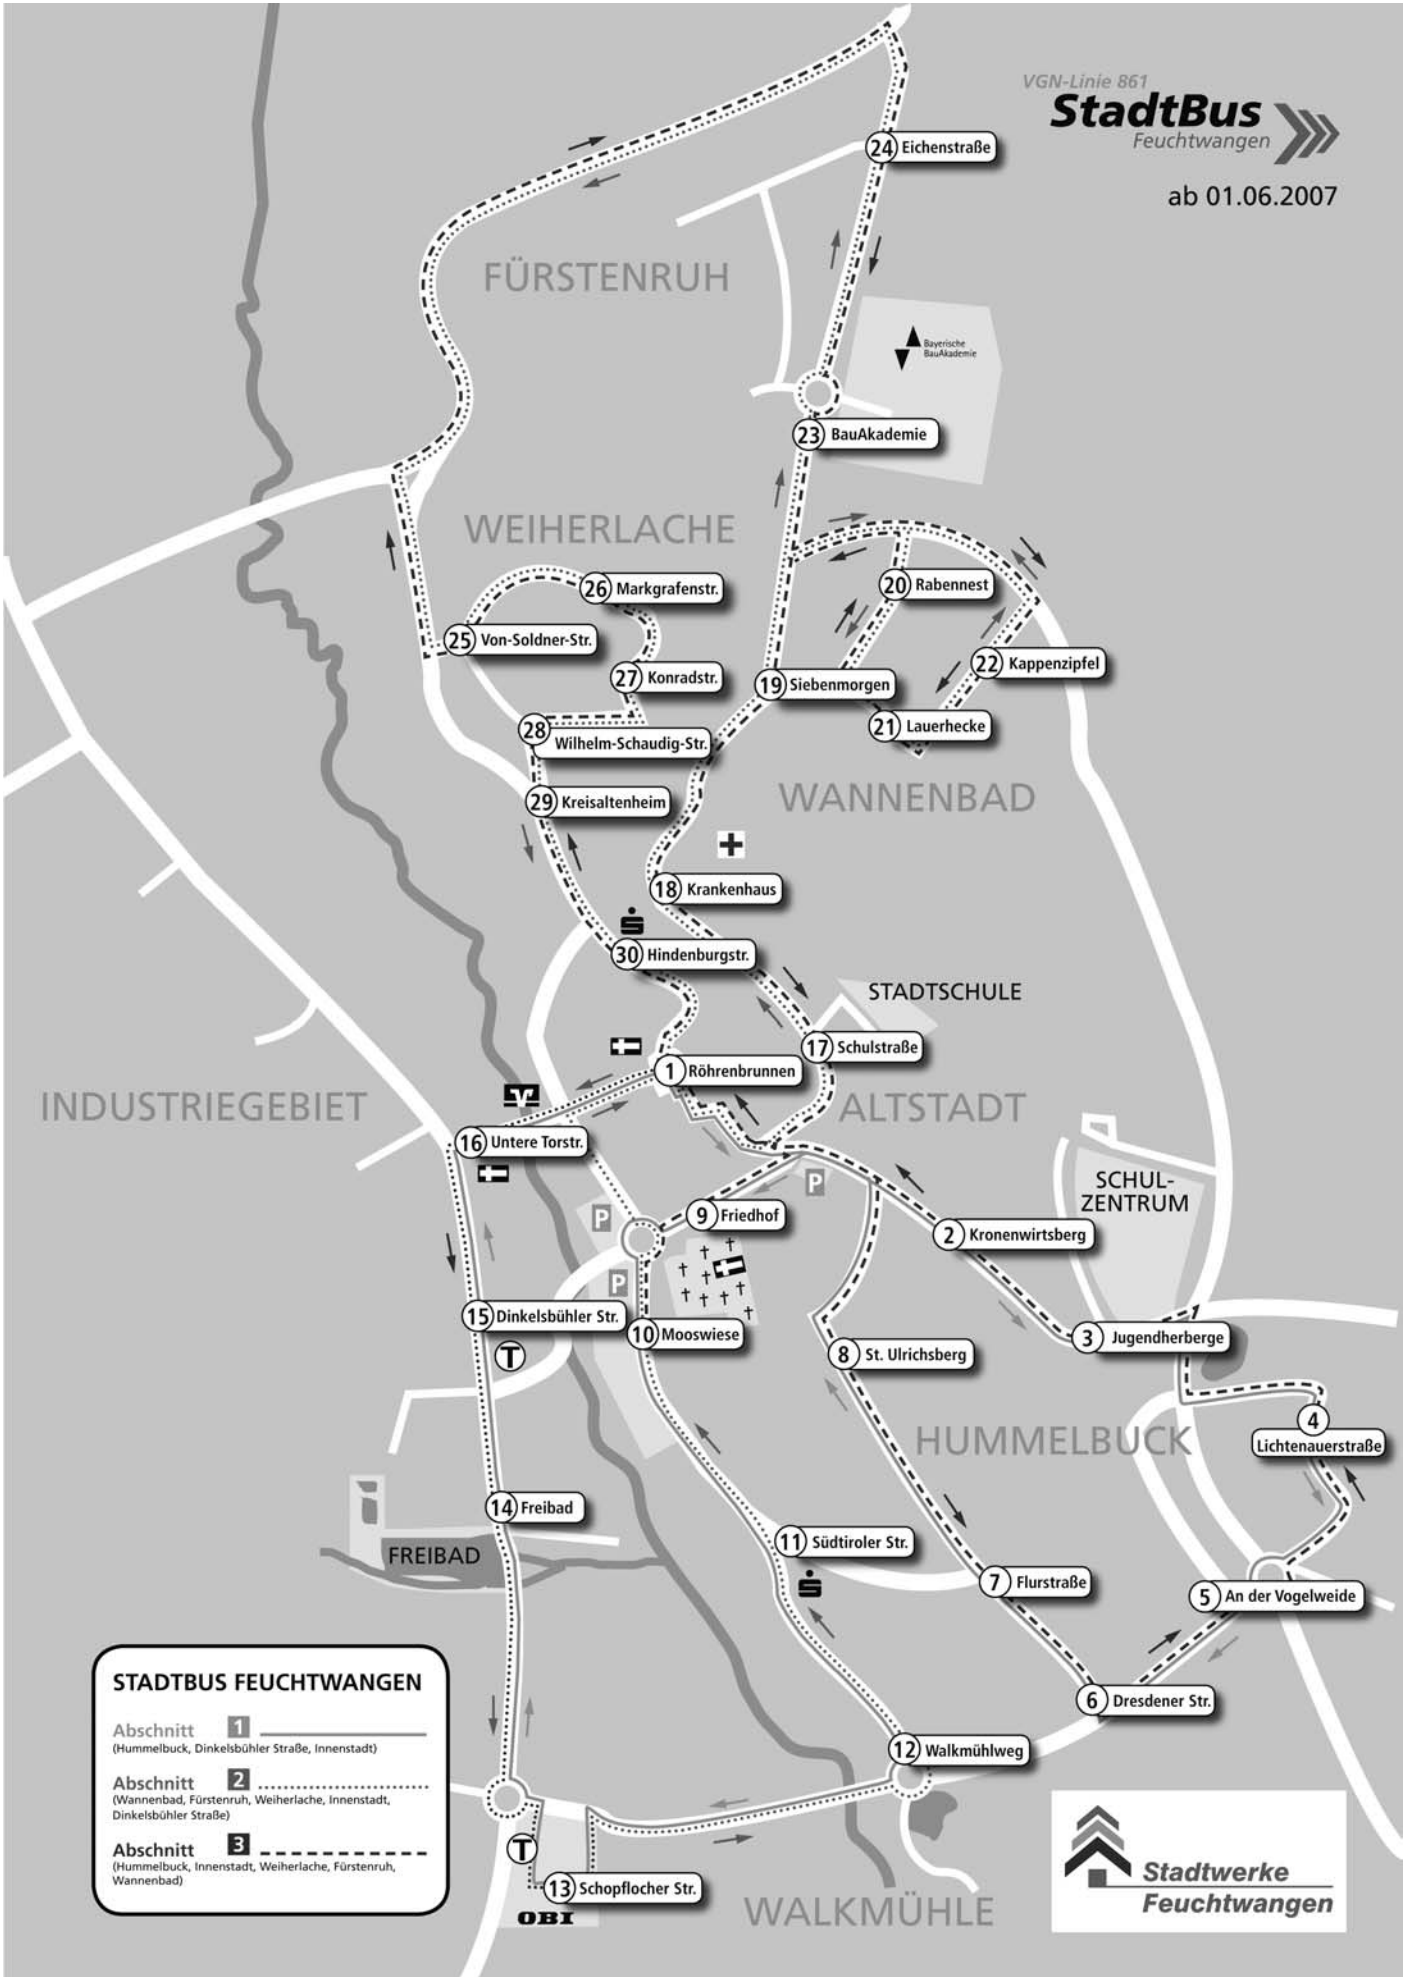 VGN-Linie 861
StadtBus
Feuchtwangen
ab 01.06.2007
24 Eichenstraße
FÜRSTENRUH
Bayerische
BauAkademie
23 BauAkademie
WEIHERLACHE
26 Markgrafenstr.
20 Rabennest
25 Von-Soldner-Str.
22 Kappenzipfel
27 Konradstr.
19 Siebenmorgen
21 Lauerhecke
28
Wilhelm-Schaudig-Str.
29 Kreisaltenheim
WANNENBAD
18 Krankenhaus
30 Hindenburgstr.
STADTSCHULE
17 Schulstraße
1 Röhrenbrunnen
INDUSTRIEGEBIET
ALTSTADT
16 Untere Torstr.
SCHUL-
ZENTRUM
P
P
9 Friedhof
2 Kronenwirtsberg
P
15 Dinkelsbühler Str.
10 Mooswiese
3 Jugendherberge
T
8 St. Ulrichsberg
4
Lichtenauerstraße
HUMMELBUCK
14 Freibad
FREIBAD
11 Südtiroler Str.
7 Flurstraße
5 An der Vogelweide
6 Dresdener Str.
12 Walkmühlweg
T
13 Schopflocher Str.
OBI
WALKMÜHLE
STADTBUS FEUCHTWANGEN
Abschnitt 1
(Hummelbuck, Dinkelsbühler Straße, Innenstadt)
Abschnitt 2
(Wannenbad, Fürstenruh, Weiherlache, Innenstadt,
Dinkelsbühler Straße)
Abschnitt 3
(Hummelbuck, Innenstadt, Weiherlache, Fürstenruh,
Wannenbad)
Stadtwerke
Feuchtwangen